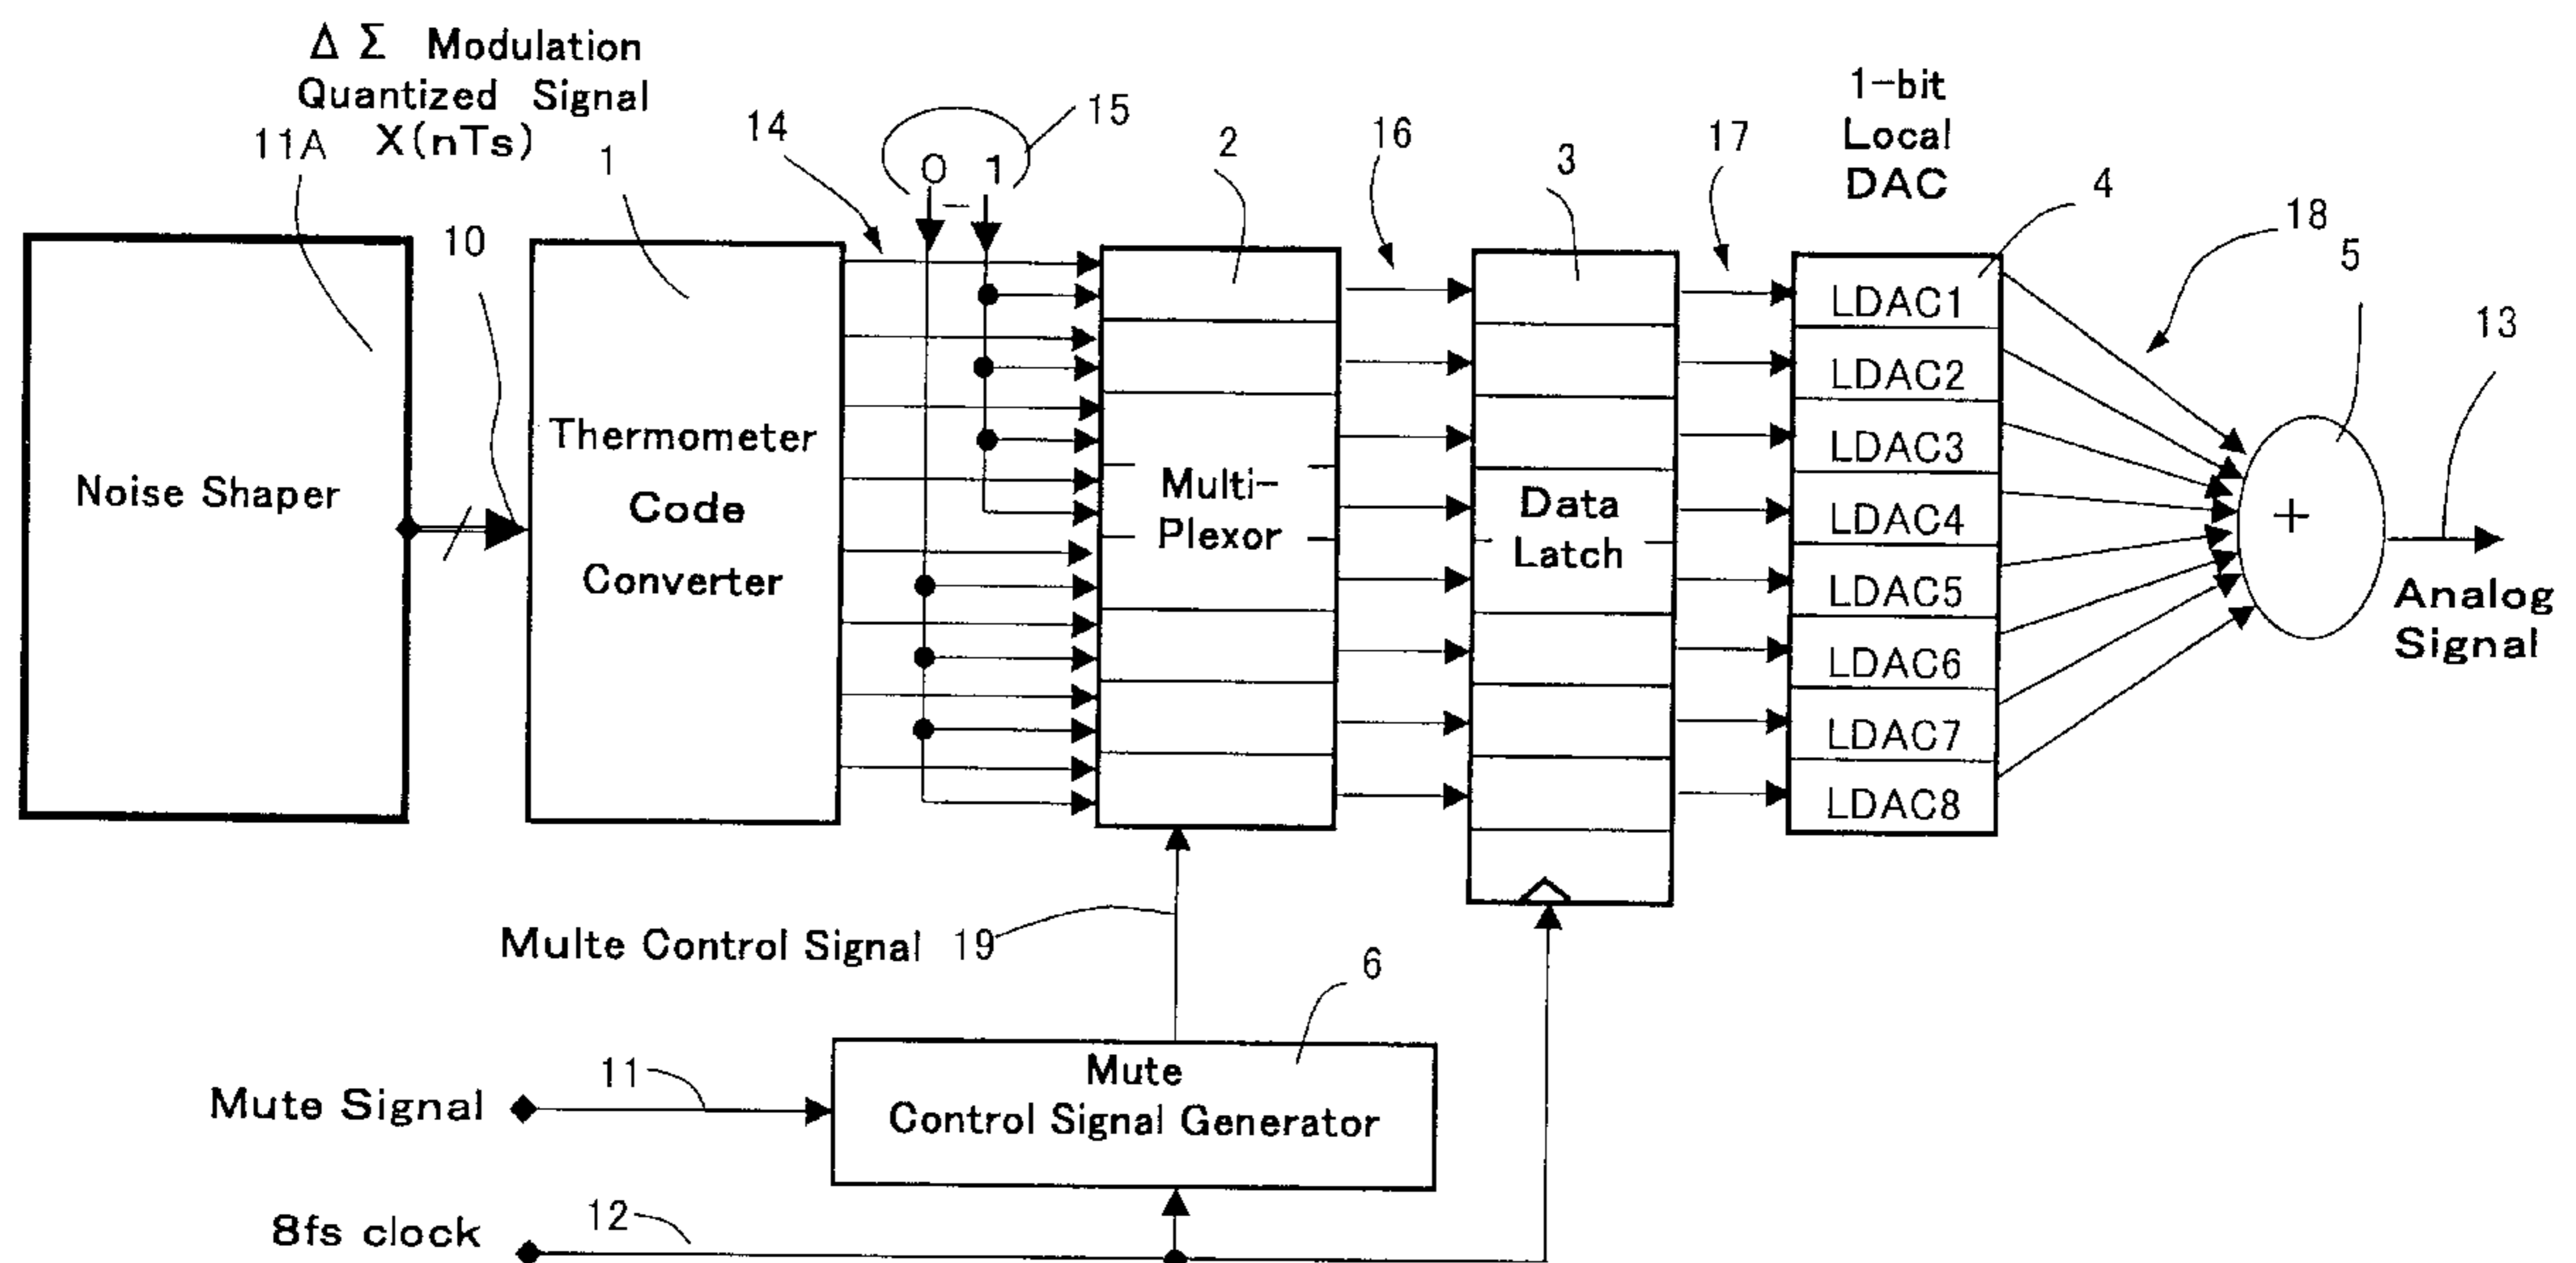 Δ Σ Modulation
Quantized Signal
X(nTs)
11A
10
1
14
0 – 1
15
2
16
3
17
1-bit
Local
DAC
4
18
5
13
Noise Shaper
Thermometer
Code
Converter
Multi-
Plexor
Data
Latch
LDAC1
LDAC2
LDAC3
LDAC4
LDAC5
LDAC6
LDAC7
LDAC8
+
Analog
Signal
Multe Control Signal 19
6
Mute Signal
11
Mute
Control Signal Generator
8fs clock
12